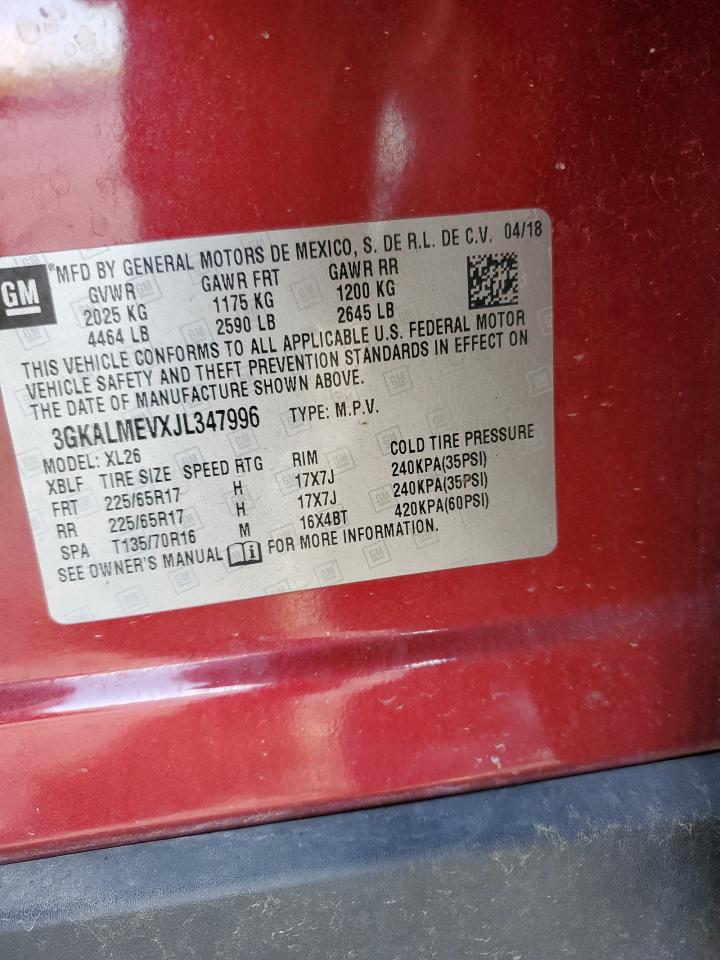 GM
®MFD BY GENERAL MOTORS DE MEXICO, S. DE R.L. DE C.V. 04/18
GVWR GAWR FRT GAWR RR
2025 KG 1175 KG 1200 KG
4464 LB 2590 LB 2645 LB
THIS VEHICLE CONFORMS TO ALL APPLICABLE U.S. FEDERAL MOTOR
VEHICLE SAFETY AND THEFT PREVENTION STANDARDS IN EFFECT ON
THE DATE OF MANUFACTURE SHOWN ABOVE.
3GKALMEVXJL347996 TYPE: M.P.V.
MODEL: XL26
XBLF TIRE SIZE SPEED RTG RIM COLD TIRE PRESSURE
FRT 225/65R17 H 17X7J 240KPA(35PSI)
RR 225/65R17 H 17X7J 240KPA(35PSI)
SPA T135/70R16 M 16X4BT 420KPA(60PSI)
SEE OWNER'S MANUAL FOR MORE INFORMATION.